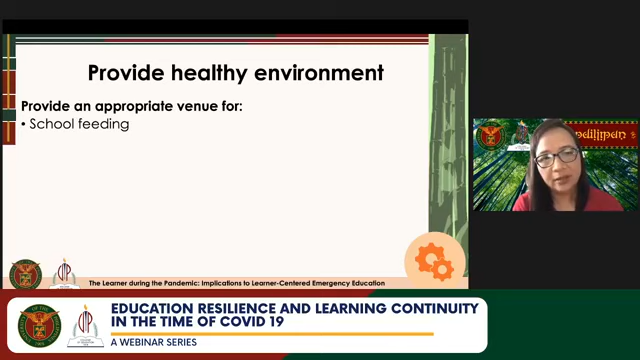 Provide healthy environment
Provide an appropriate venue for:
• School feeding
The Learner during the Pandemic: Implications to Learner-Centered Emergency Education
EDUCATION RESILIENCE AND LEARNING CONTINUITY
IN THE TIME OF COVID 19
A WEBINAR SERIES